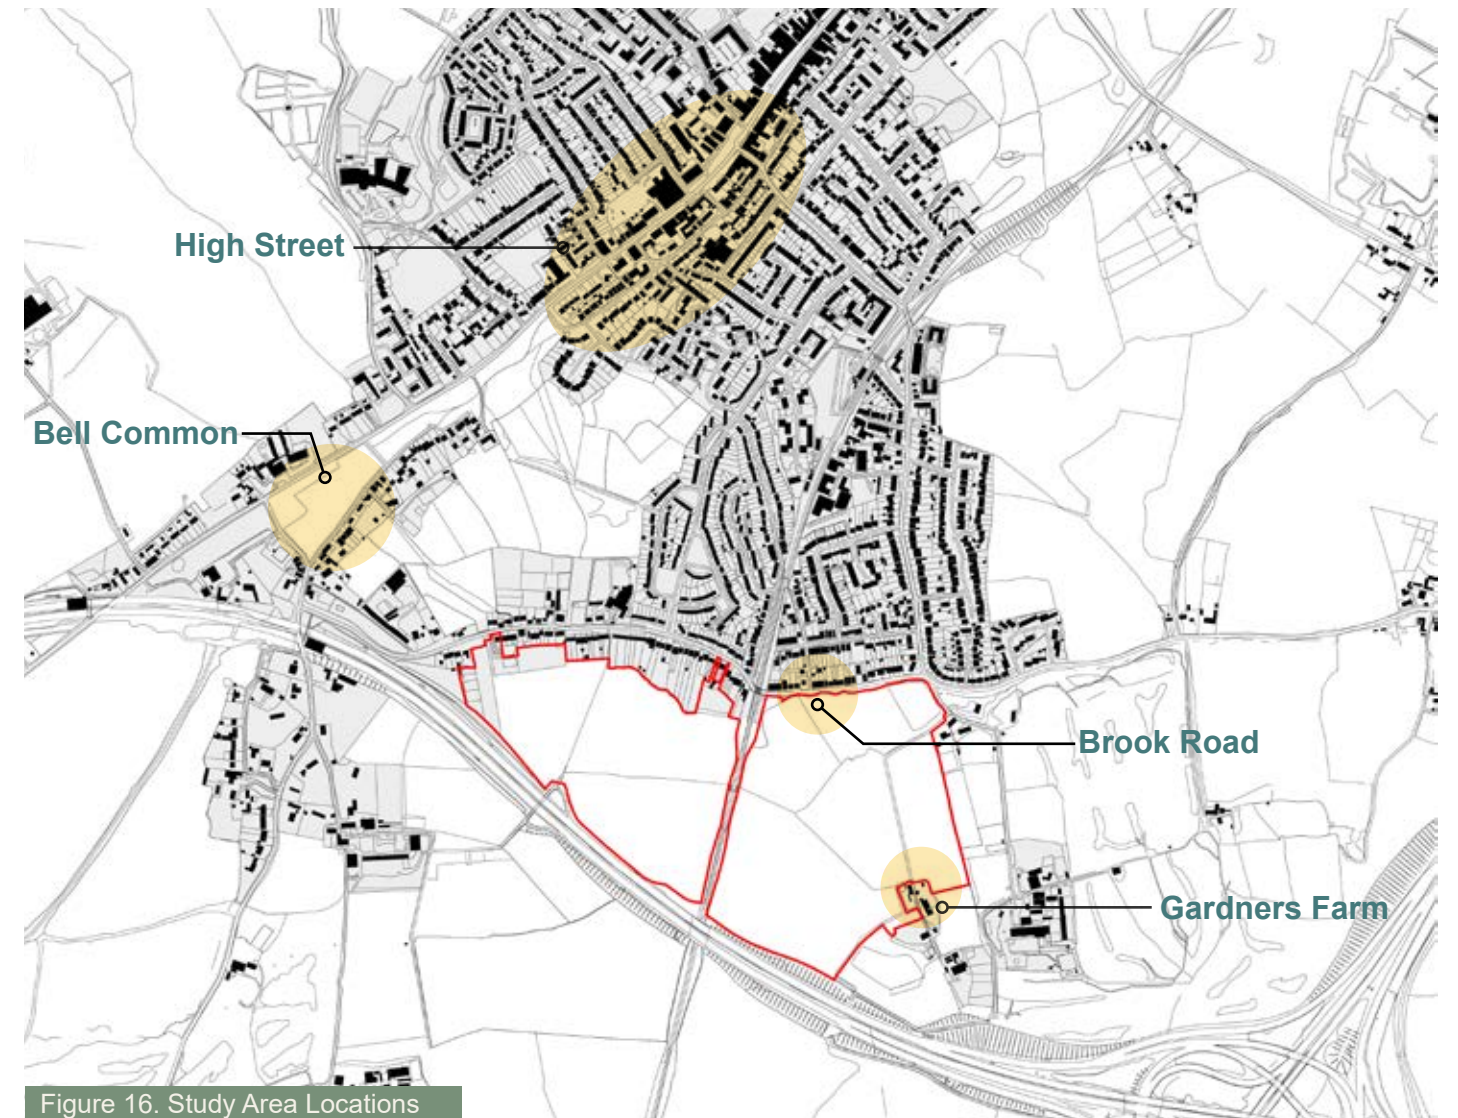 High Street
Bell Common
Brook Road
Gardners Farm
Figure 16. Study Area Locations